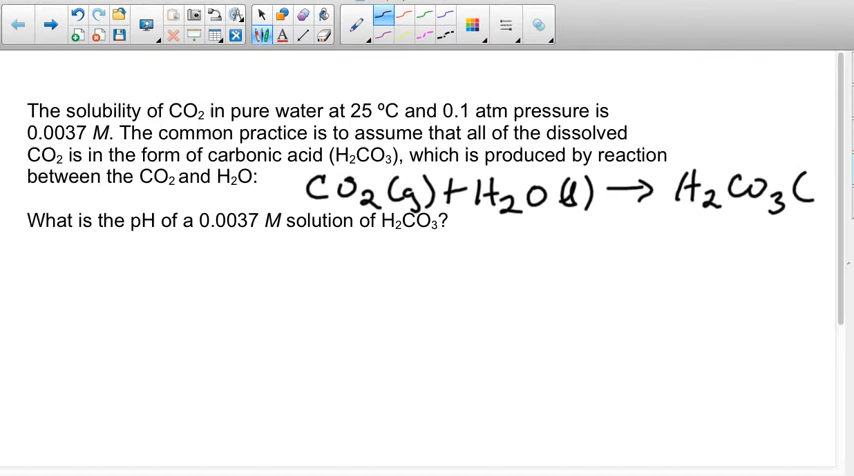 The solubility of CO₂ in pure water at 25 ºC and 0.1 atm pressure is
0.0037 M. The common practice is to assume that all of the dissolved
CO₂ is in the form of carbonic acid (H₂CO₃), which is produced by reaction
between the CO₂ and H₂O: CO₂(g)+H₂O(l)→H₂CO₃(
What is the pH of a 0.0037 M solution of H₂CO₃?